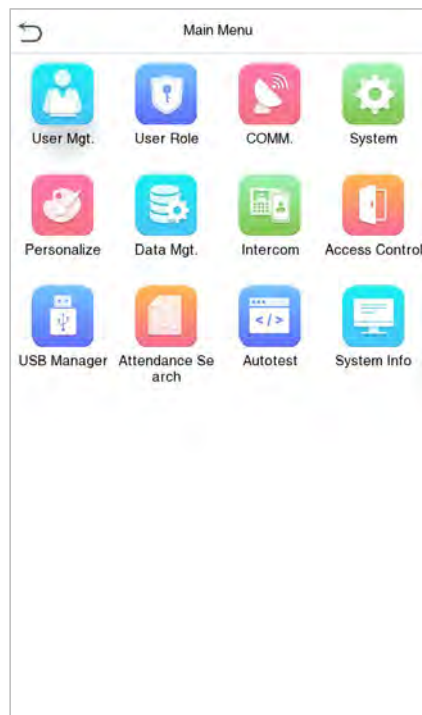 Main Menu
User Mgt.
User Role
COMM.
System
Personalize
Data Mgt.
Intercom
Access Control
USB Manager
Attendance Se
arch
Autotest
System Info